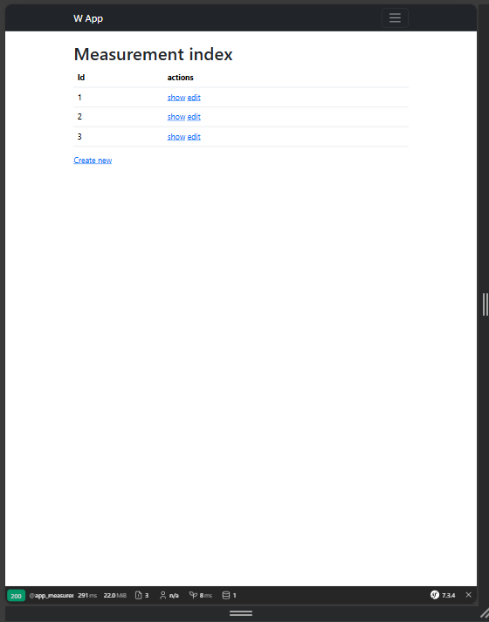 W App
Measurement index
Id actions
1 show edit
2 show edit
3 show edit
Create new
200 @app_measurer 291 ms 22.0 MiB 3 n/a 8 ms 1 7.3.4